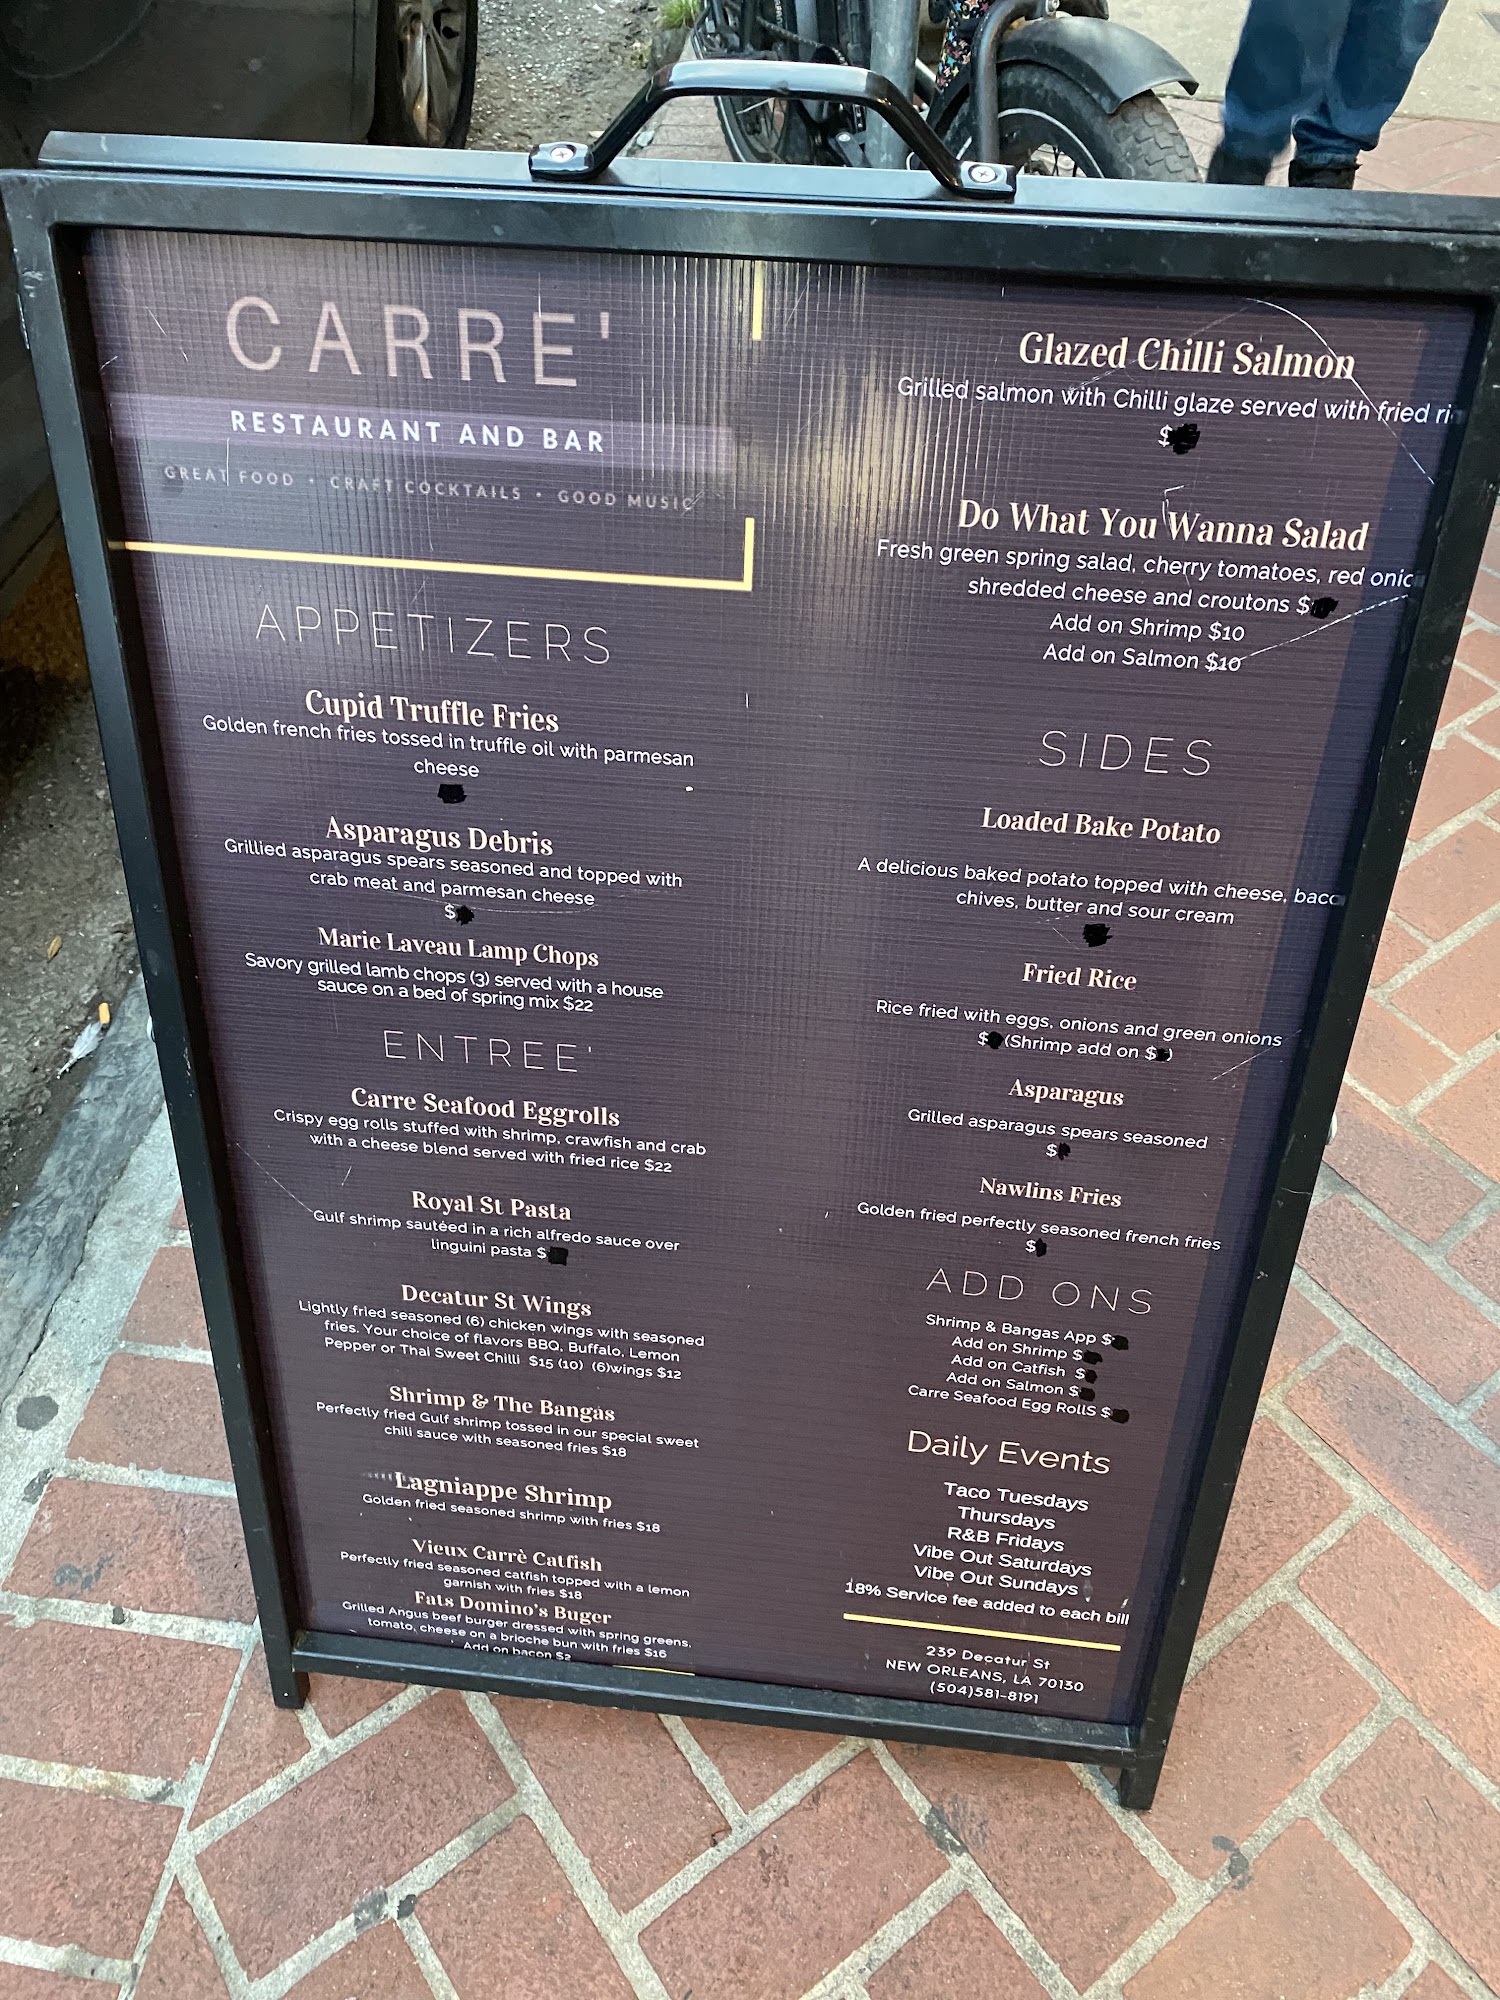 CARRE'
RESTAURANT AND BAR
GREAT FOOD • CRAFT COCKTAILS • GOOD MUSIC
APPETIZERS
Cupid Truffle Fries
Golden french fries tossed in truffle oil with parmesan
cheese
Asparagus Debris
Grillied asparagus spears seasoned and topped with
crab meat and parmesan cheese
$
Marie Laveau Lamp Chops
Savory grilled lamb chops (3) served with a house
sauce on a bed of spring mix $22
ENTREE'
Carre Seafood Eggrolls
Crispy egg rolls stuffed with shrimp, crawfish and crab
with a cheese blend served with fried rice $22
Royal St Pasta
Gulf shrimp sautéed in a rich alfredo sauce over
linguini pasta $
Decatur St Wings
Lightly fried seasoned (6) chicken wings with seasoned
fries. Your choice of flavors BBQ, Buffalo, Lemon
Pepper or Thai Sweet Chilli $15 (10) (6)wings $12
Shrimp & The Bangas
Perfectly fried Gulf shrimp tossed in our special sweet
chili sauce with seasoned fries $18
Lagniappe Shrimp
Golden fried seasoned shrimp with fries $18
Vieux Carrè Catfish
Perfectly fried seasoned catfish topped with a lemon
garnish with fries $18
Fats Domino's Buger
Grilled Angus beef burger dressed with spring greens,
tomato, cheese on a brioche bun with fries $16
Add on bacon $2
Glazed Chilli Salmon
Grilled salmon with Chilli glaze served with fried ri
$
Do What You Wanna Salad
Fresh green spring salad, cherry tomatoes, red onic
shredded cheese and croutons $
Add on Shrimp $10
Add on Salmon $10
SIDES
Loaded Bake Potato
A delicious baked potato topped with cheese, bacc
chives, butter and sour cream
Fried Rice
Rice fried with eggs, onions and green onions
$ (Shrimp add on $ )
Asparagus
Grilled asparagus spears seasoned
$
Nawlins Fries
Golden fried perfectly seasoned french fries
$
ADD ONS
Shrimp & Bangas App $
Add on Shrimp $
Add on Catfish $
Add on Salmon $
Carre Seafood Egg Rolls $
Daily Events
Taco Tuesdays
Thursdays
R&B Fridays
Vibe Out Saturdays
Vibe Out Sundays
18% Service fee added to each bill
239 Decatur St
NEW ORLEANS, LA 70130
(504)581-8191